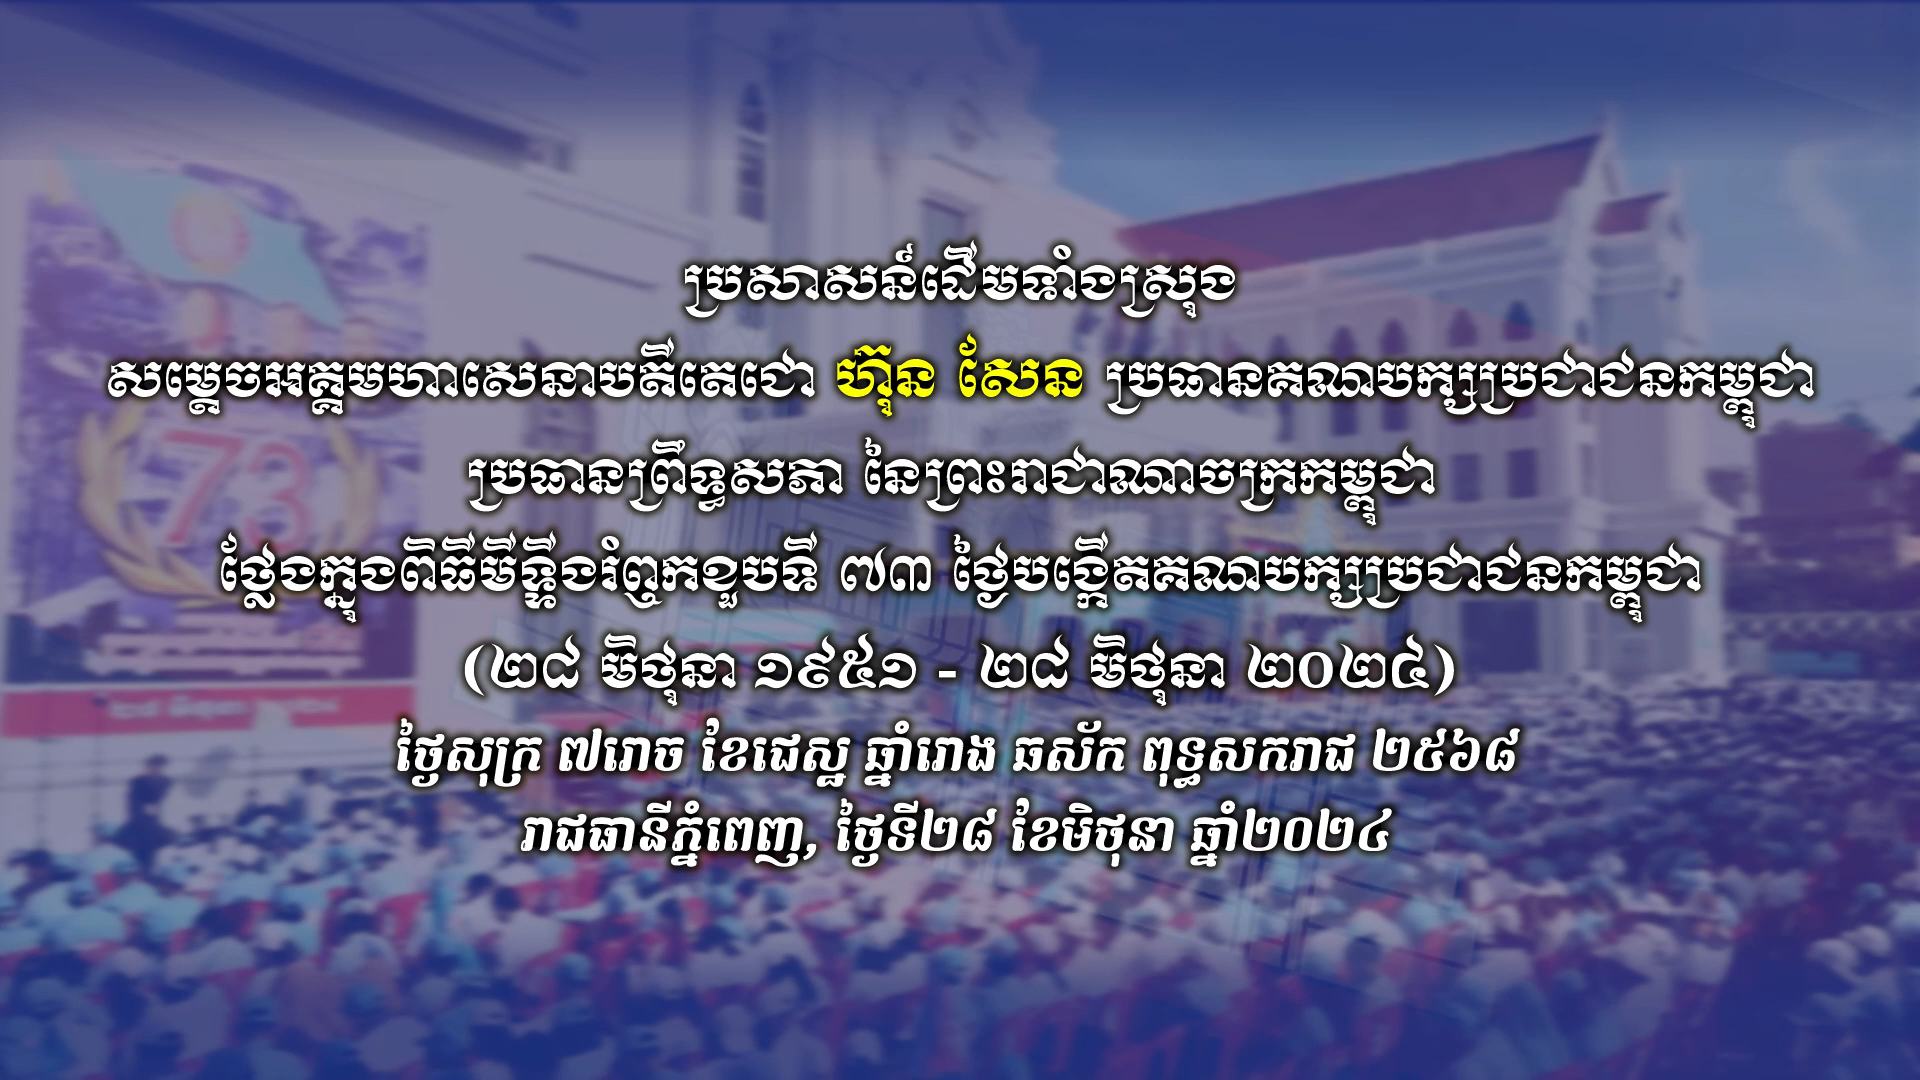 ប្រសាសន៍ដើមទាំងស្រុង
សម្តេចអគ្គមហាសេនាបតីតេជោ ហ៊ុន សែន ប្រធានគណបក្សប្រជាជនកម្ពុជា
ប្រធានព្រឹទ្ធសភា នៃព្រះរាជាណាចក្រកម្ពុជា
ថ្លែងក្នុងពិធីមីទ្ទីងរំឭកខួបទី ៧៣ ថ្ងៃបង្កើតគណបក្សប្រជាជនកម្ពុជា
(២៨ មិថុនា ១៩៥១ - ២៨ មិថុនា ២០២៤)
ថ្ងៃសុក្រ ៧រោច ខែជេស្ឋ ឆ្នាំរោង ឆស័ក ពុទ្ធសករាជ ២៥៦៨
រាជធានីភ្នំពេញ, ថ្ងៃទី២៨ ខែមិថុនា ឆ្នាំ២០២៤
73